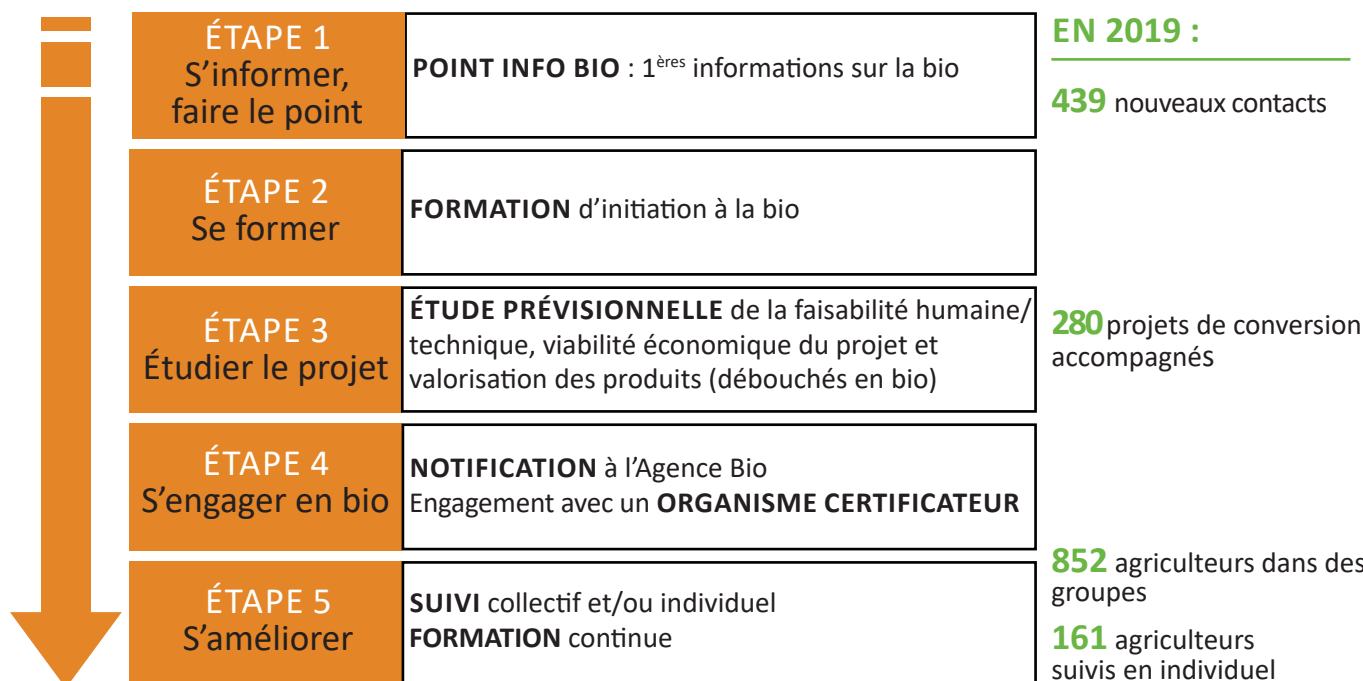 ÉTAPE 1
S'informer,
faire le point
POINT INFO BIO : 1ères informations sur la bio
EN 2019 :
439 nouveaux contacts
ÉTAPE 2
Se former
FORMATION d'initiation à la bio
ÉTAPE 3
Étudier le projet
ÉTUDE PRÉVISIONNELLE de la faisabilité humaine/
technique, viabilité économique du projet et
valorisation des produits (débouchés en bio)
280 projets de conversion
accompagnés
ÉTAPE 4
S'engager en bio
NOTIFICATION à l'Agence Bio
Engagement avec un ORGANISME CERTIFICATEUR
ÉTAPE 5
S'améliorer
SUIVI collectif et/ou individuel
FORMATION continue
852 agriculteurs dans des
groupes
161 agriculteurs
suivis en individuel